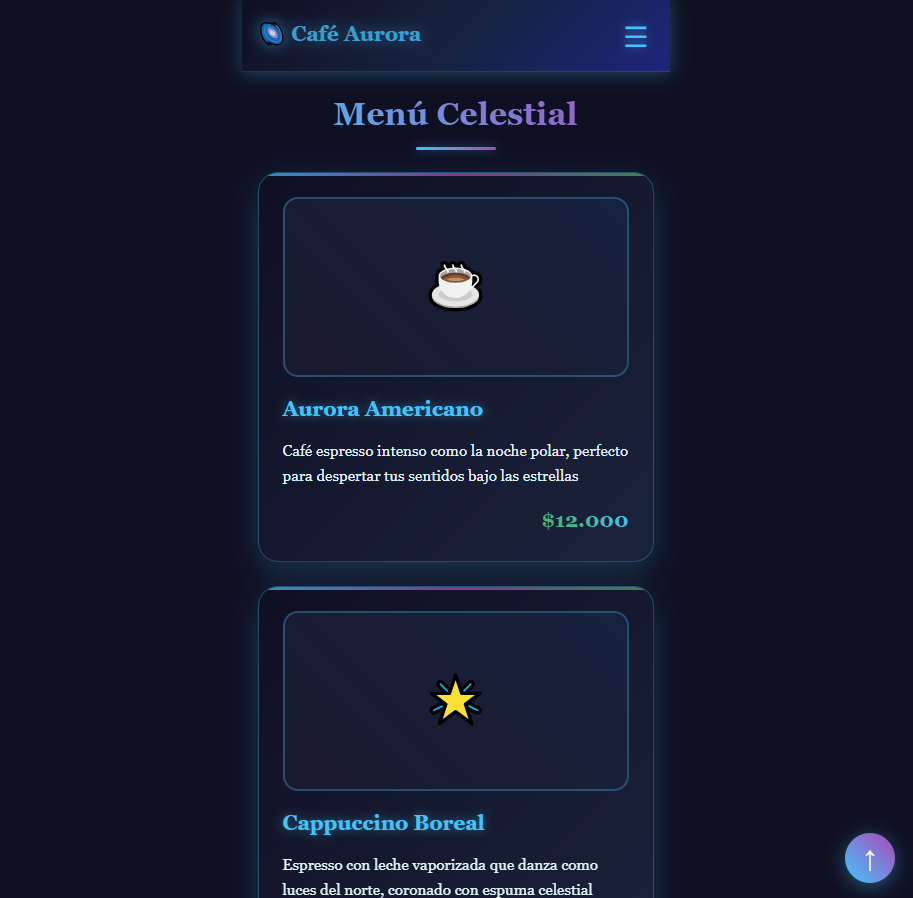 Café Aurora
Menú Celestial
Aurora Americano
Café espresso intenso como la noche polar, perfecto
para despertar tus sentidos bajo las estrellas
$12.000
Cappuccino Boreal
Espresso con leche vaporizada que danza como
luces del norte, coronado con espuma celestial